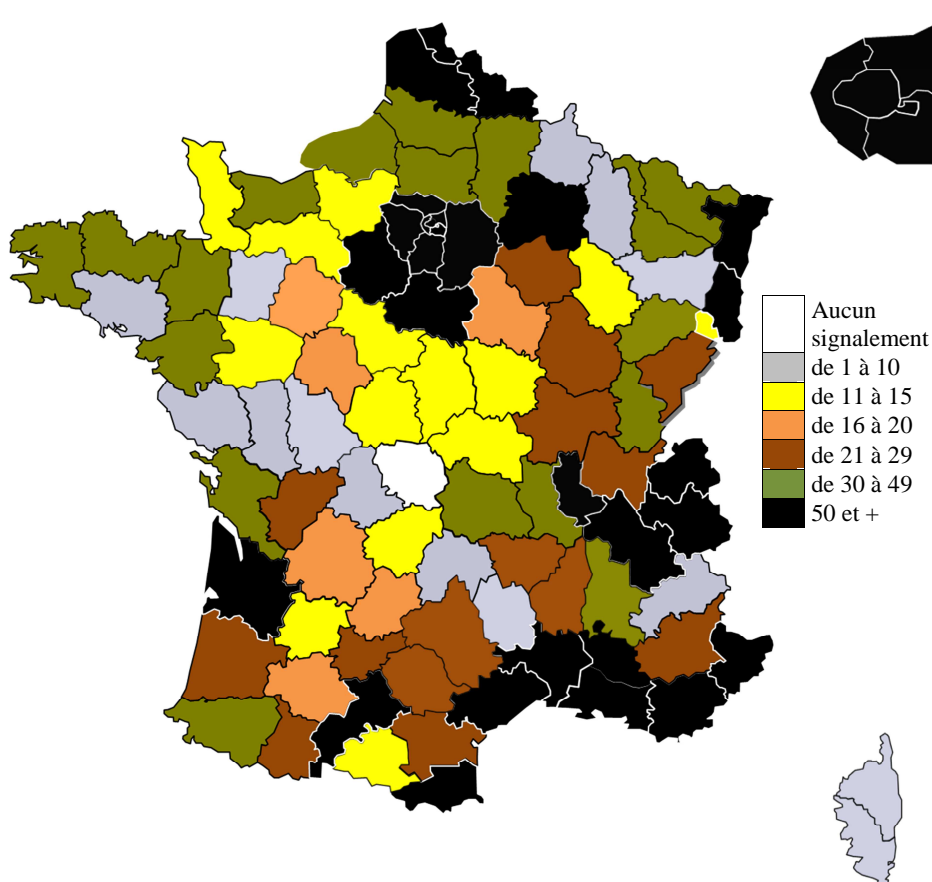 Aucun
signalement
de 1 à 10
de 11 à 15
de 16 à 20
de 21 à 29
de 30 à 49
50 et +